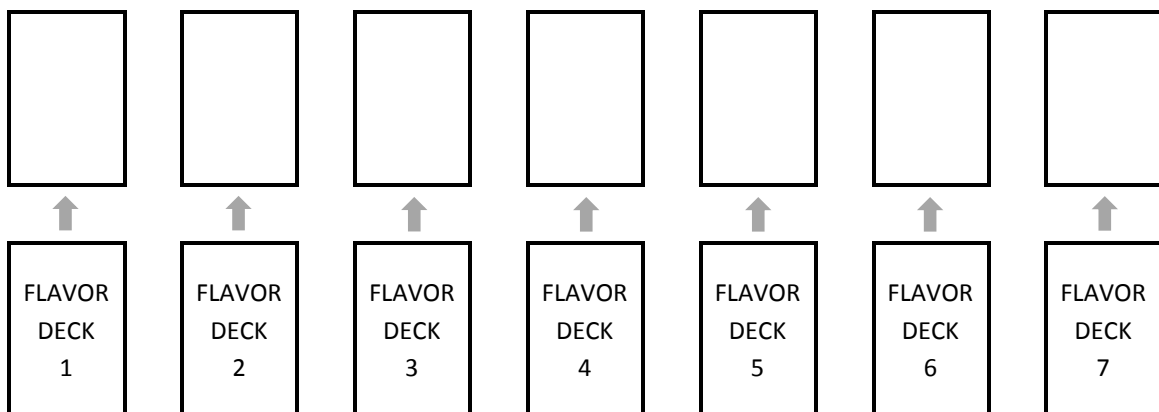 FLAVOR DECK 1
FLAVOR DECK 2
FLAVOR DECK 3
FLAVOR DECK 4
FLAVOR DECK 5
FLAVOR DECK 6
FLAVOR DECK 7